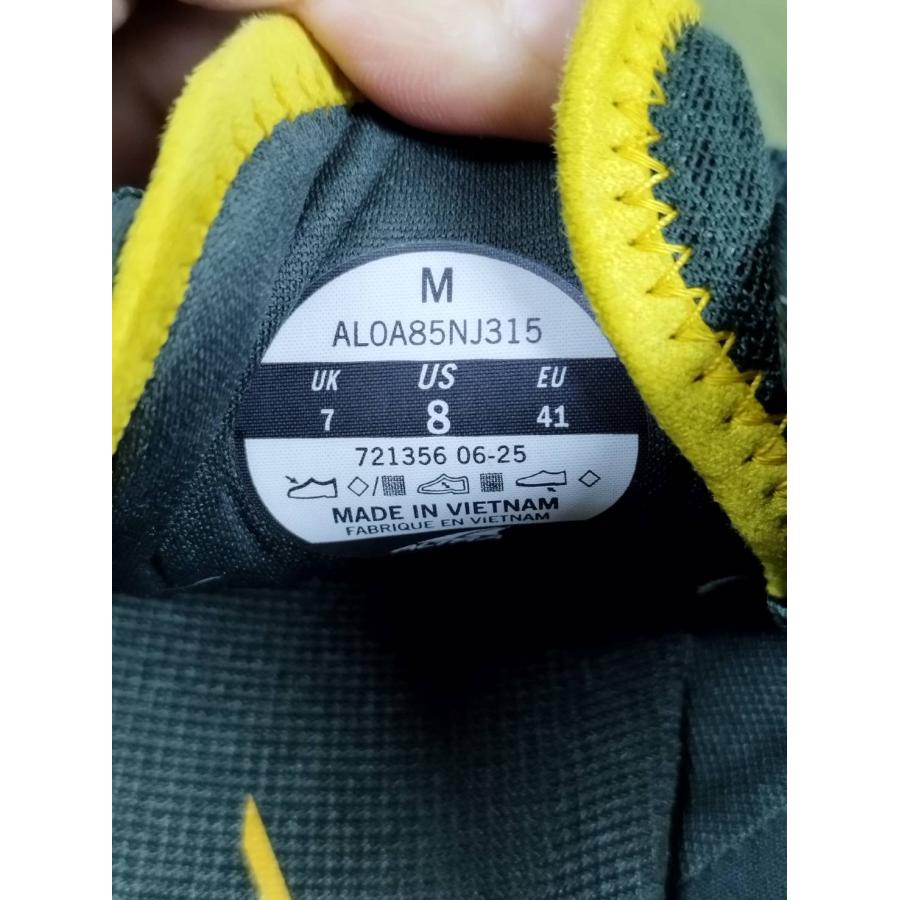 M
AL0A85NJ315
UK US EU
7 8 41
721356 06-25
MADE IN VIETNAM
FABRIQUE EN VIETNAM